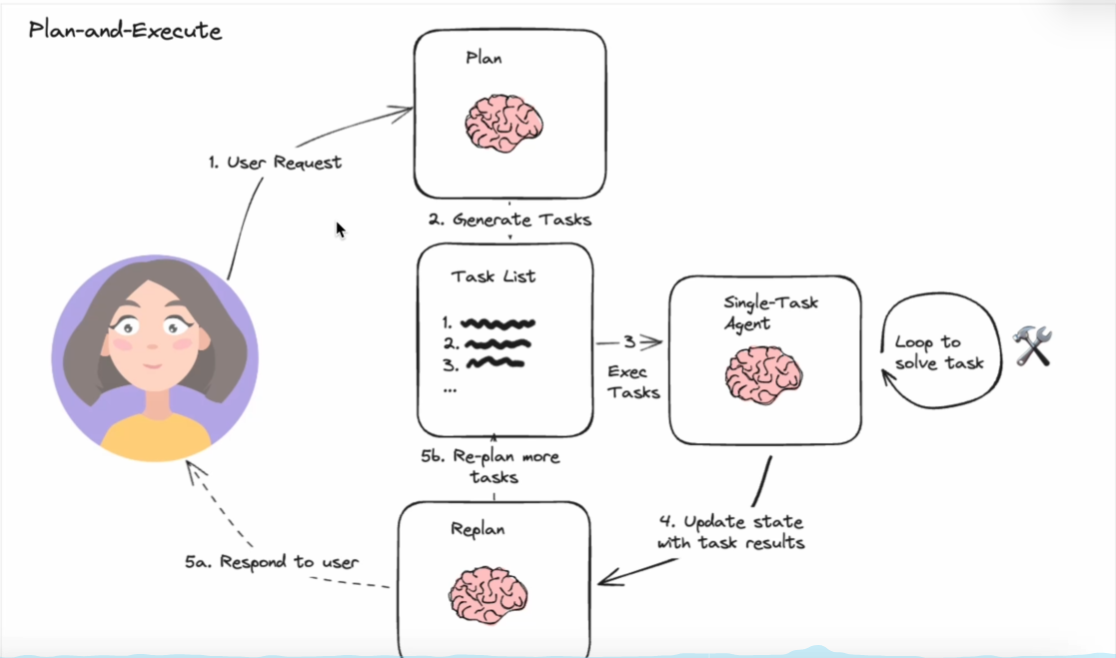 Plan-and-Execute
Plan
1. User Request
2. Generate Tasks
Task List
1.
2.
3.
...
3
Exec
Tasks
Single-Task
Agent
Loop to
solve task
5b. Re-plan more
tasks
Replan
4. Update state
with task results
5a. Respond to user